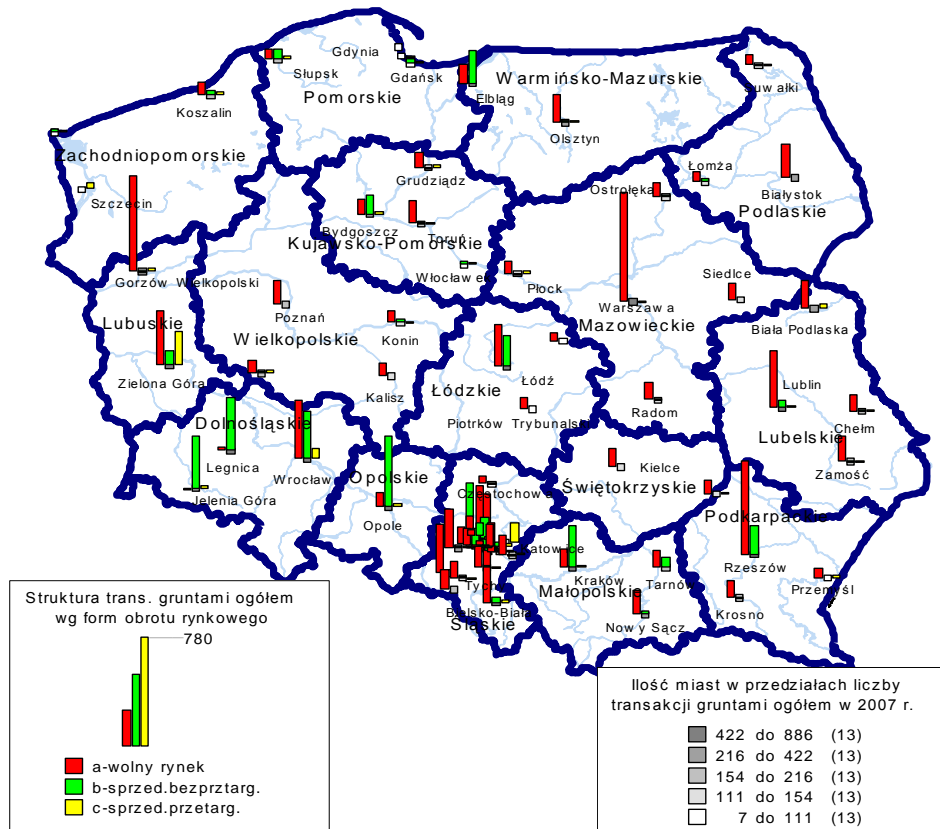 Gdynia
Słupsk
Gdańsk
Pomorskie
Elbląg
Warmińsko-Mazurskie
Suwałki
Koszalin
Olsztyn
Zachodniopomorskie
Grudziądz
Łomża
Ostrołęka
Białystok
Podlaskie
Szczecin
Bydgoszcz
Toruń
Kujawsko-Pomorskie
Włocławe
Płock
Siedlce
Gorzów Wielkopolski
Poznań
Warszawa
Mazowieckie
Biała Podlaska
Lubuskie
Wielkopolskie
Konin
Zielona Góra
Kalisz
Łódzkie
Łódź
Lublin
Piotrków Trybunalski
Radom
Chełm
Lubelskie
Dolnośląskie
Legnica
Wrocław
Jelenia Góra
Opolskie
Opole
Częstochowa
Kielce
Świętokrzyskie
Zamość
Podkarpackie
Katowice
Rzeszów
Tychy
Kraków
Małopolskie
Tarnów
Przemyśl
Krosno
Bielsko-Biała
Śląskie
Nowy Sącz
Struktura trans. gruntami ogółem
wg form obrotu rynkowego
780
a-wolny rynek
b-sprzed.bezprztarg.
c-sprzed.przetarg.
Ilość miast w przedziałach liczby
transakcji gruntami ogółem w 2007 r.
422 do 886 (13)
216 do 422 (13)
154 do 216 (13)
111 do 154 (13)
7 do 111 (13)